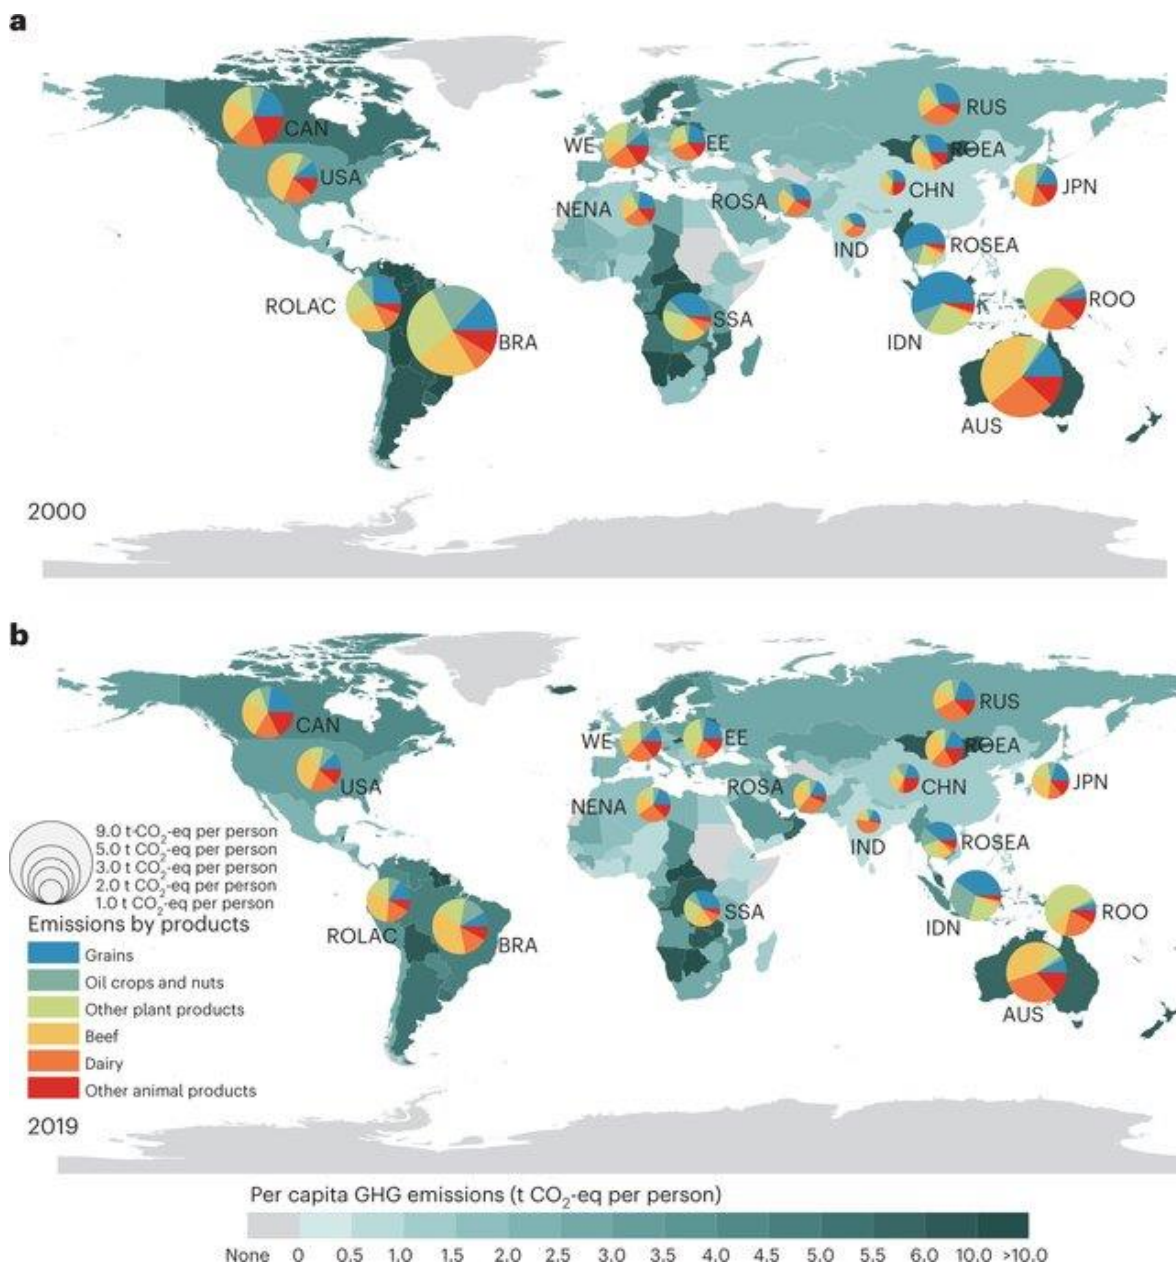 a
CAN
USA
ROLAC
BRA
WE
EE
NENA
ROSA
SSA
RUS
ROEA
CHN
JPN
IND
ROSEA
IDN
ROO
AUS
2000
b
CAN
USA
ROLAC
BRA
WE
EE
NENA
ROSA
SSA
RUS
ROEA
CHN
JPN
IND
ROSEA
IDN
ROO
AUS
9.0 t-CO2-eq per person
5.0 t CO2-eq per person
3.0 t CO2-eq per person
2.0 t CO2-eq per person
1.0 t CO2-eq per person
Emissions by products
Grains
Oil crops and nuts
Other plant products
Beef
Dairy
Other animal products
2019
Per capita GHG emissions (t CO2-eq per person)
None 0 0.5 1.0 1.5 2.0 2.5 3.0 3.5 4.0 4.5 5.0 5.5 6.0 10.0 >10.0